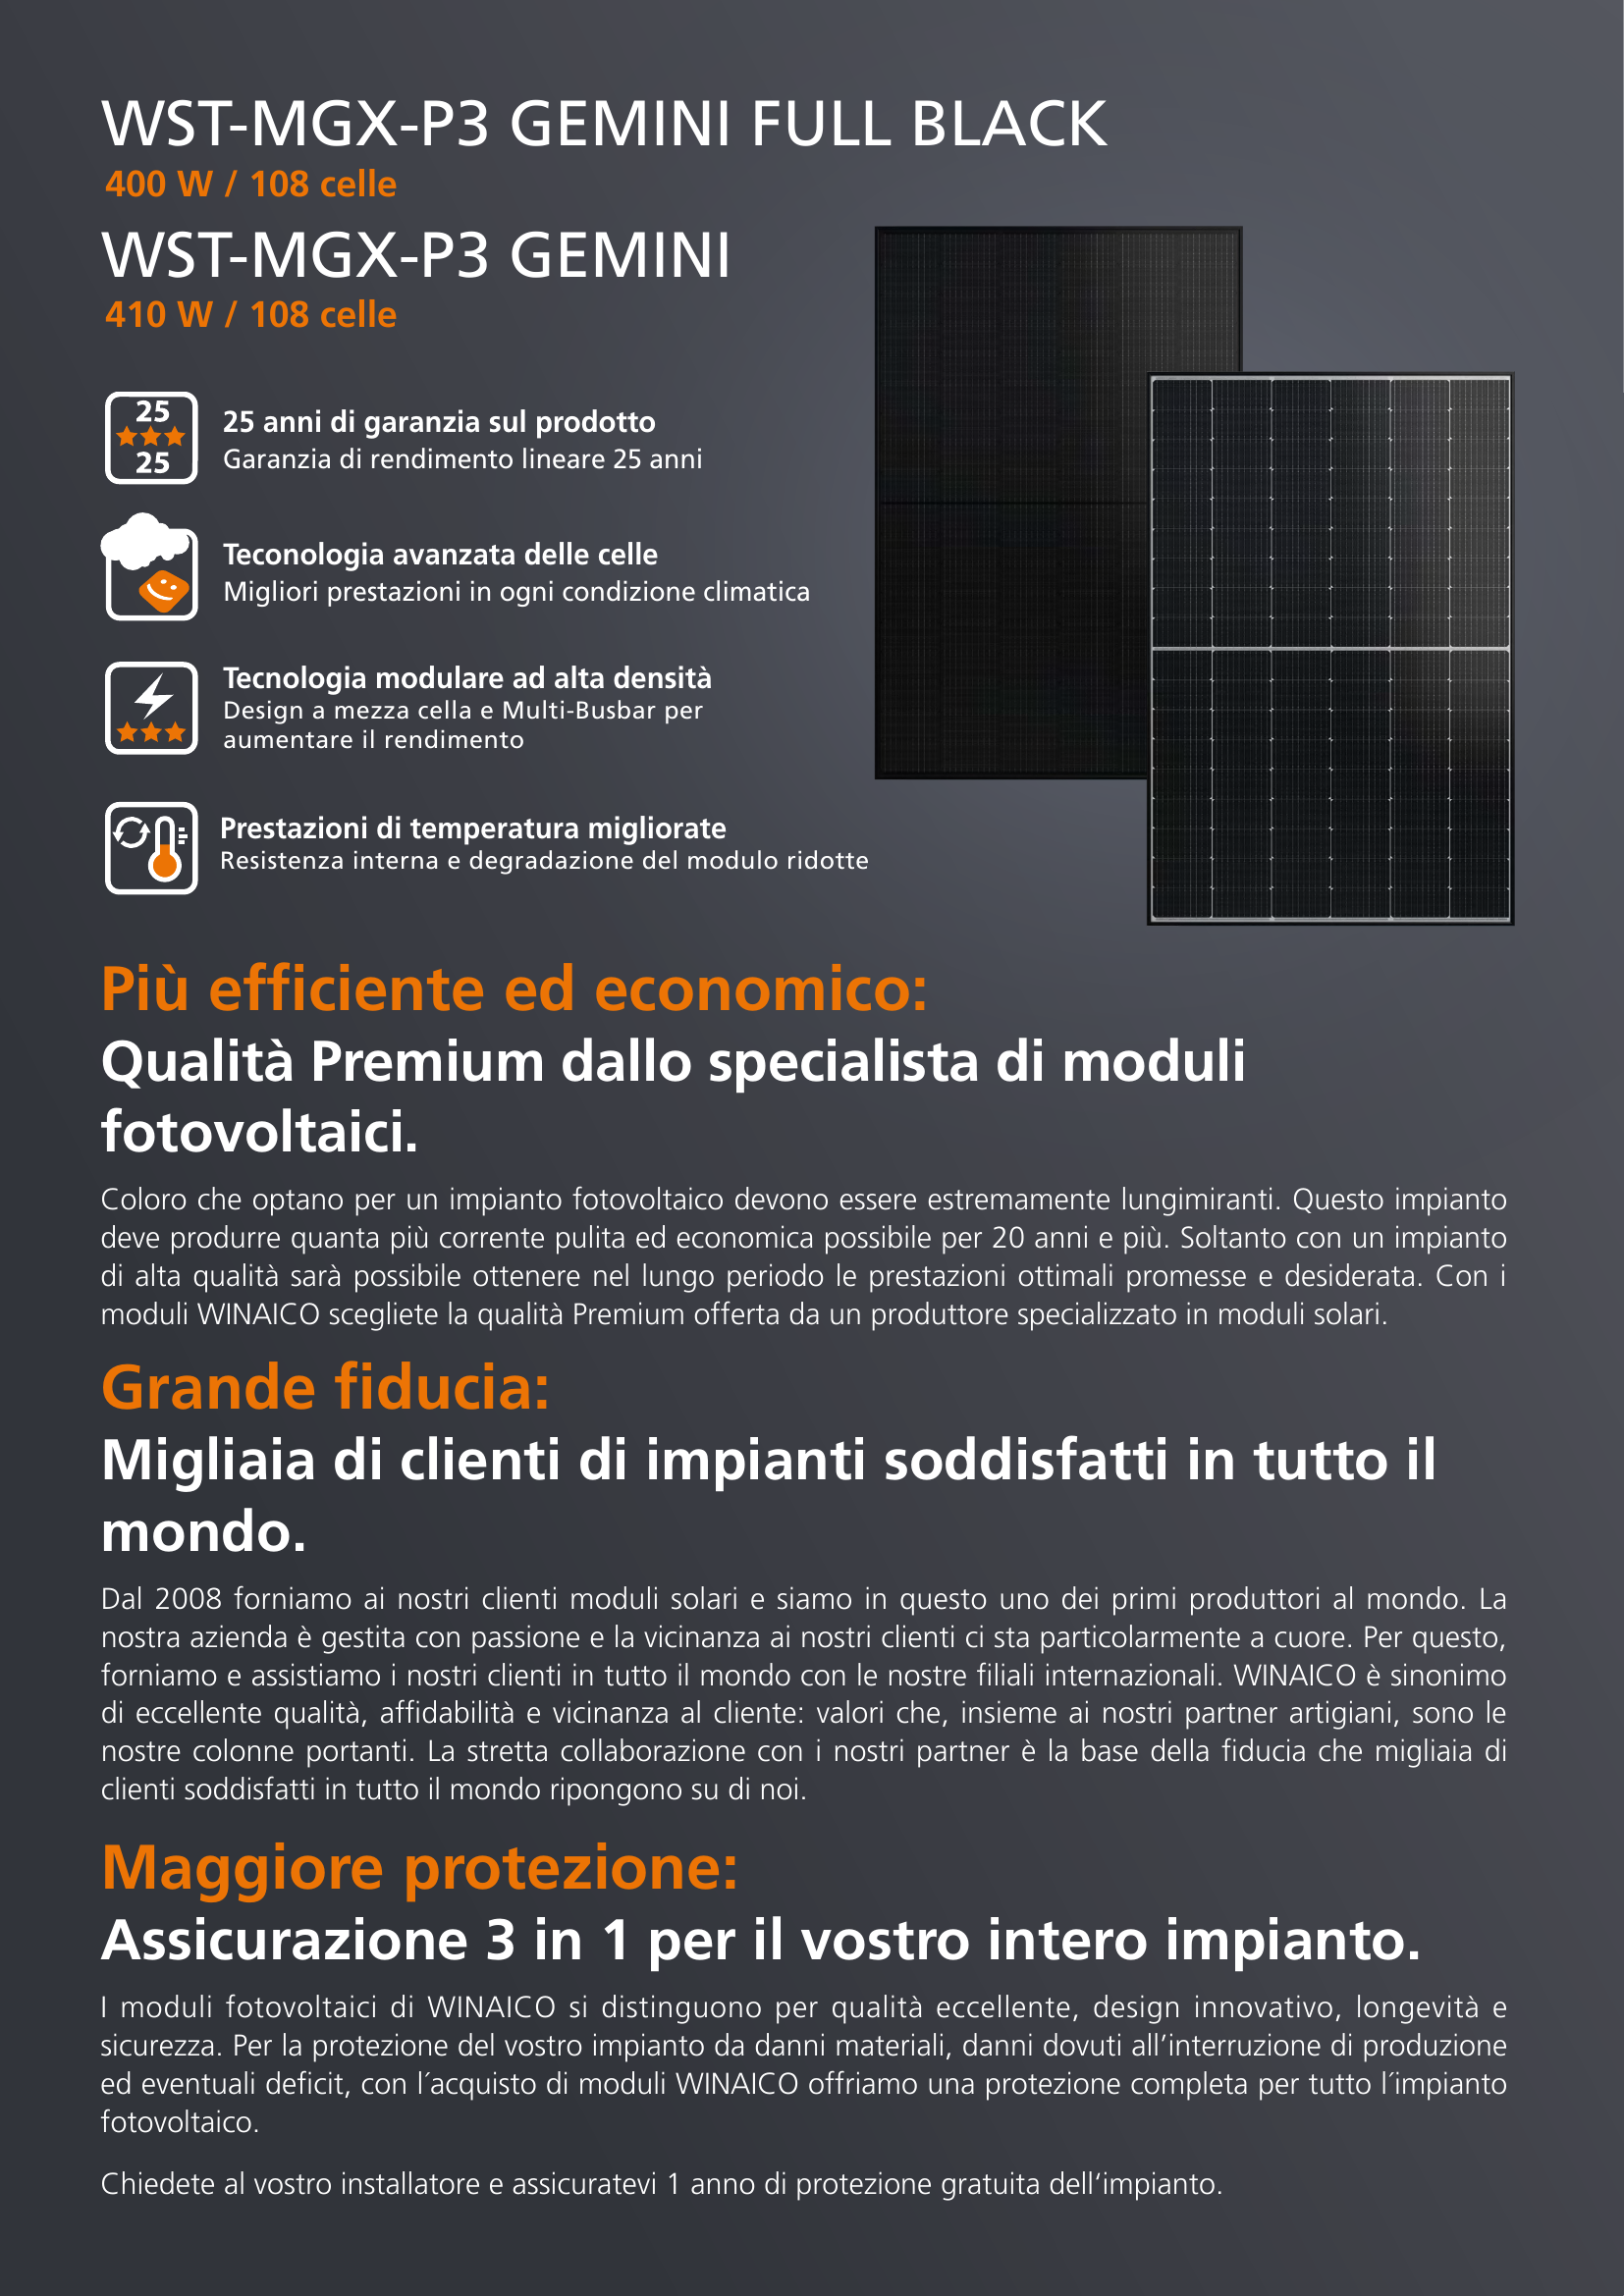 WST-MGX-P3 GEMINI FULL BLACK
400 W / 108 celle
WST-MGX-P3 GEMINI
410 W / 108 celle
25
25
25 anni di garanzia sul prodotto
Garanzia di rendimento lineare 25 anni
Teconologia avanzata delle celle
Migliori prestazioni in ogni condizione climatica
Tecnologia modulare ad alta densità
Design a mezza cella e Multi-Busbar per
aumentare il rendimento
Prestazioni di temperatura migliorate
Resistenza interna e degradazione del modulo ridotte
Più efficiente ed economico:
Qualità Premium dallo specialista di moduli
fotovoltaici.
Coloro che optano per un impianto fotovoltaico devono essere estremamente lungimiranti. Questo impianto
deve produrre quanta più corrente pulita ed economica possibile per 20 anni e più. Soltanto con un impianto
di alta qualità sarà possibile ottenere nel lungo periodo le prestazioni ottimali promesse e desiderata. Con i
moduli WINAICO scegliete la qualità Premium offerta da un produttore specializzato in moduli solari.
Grande fiducia:
Migliaia di clienti di impianti soddisfatti in tutto il
mondo.
Dal 2008 forniamo ai nostri clienti moduli solari e siamo in questo uno dei primi produttori al mondo. La
nostra azienda è gestita con passione e la vicinanza ai nostri clienti ci sta particolarmente a cuore. Per questo,
forniamo e assistiamo i nostri clienti in tutto il mondo con le nostre filiali internazionali. WINAICO è sinonimo
di eccellente qualità, affidabilità e vicinanza al cliente: valori che, insieme ai nostri partner artigiani, sono le
nostre colonne portanti. La stretta collaborazione con i nostri partner è la base della fiducia che migliaia di
clienti soddisfatti in tutto il mondo ripongono su di noi.
Maggiore protezione:
Assicurazione 3 in 1 per il vostro intero impianto.
I moduli fotovoltaici di WINAICO si distinguono per qualità eccellente, design innovativo, longevità e
sicurezza. Per la protezione del vostro impianto da danni materiali, danni dovuti all’interruzione di produzione
ed eventuali deficit, con l´acquisto di moduli WINAICO offriamo una protezione completa per tutto l´impianto
fotovoltaico.
Chiedete al vostro installatore e assicuratevi 1 anno di protezione gratuita dell‘impianto.